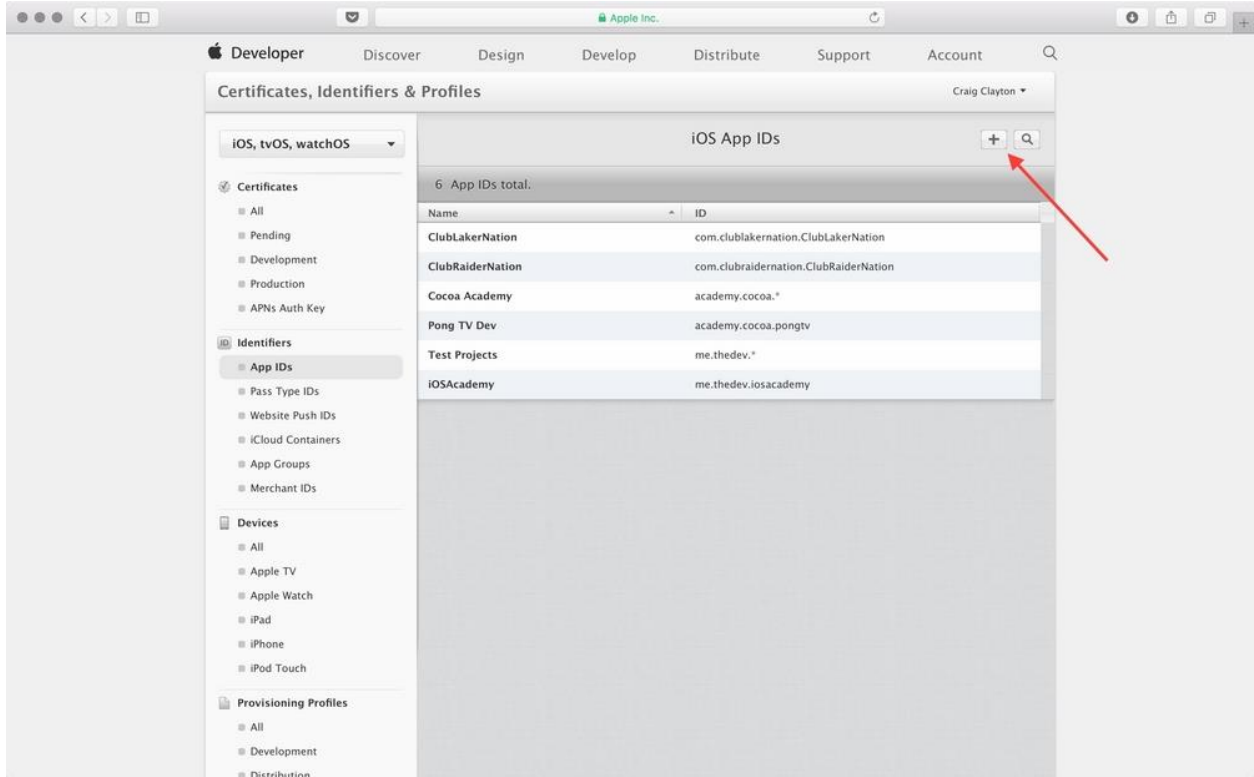 Apple Inc.
Developer Discover Design Develop Distribute Support Account
Certificates, Identifiers & Profiles Craig Clayton
iOS, tvOS, watchOS
iOS App IDs
Certificates
All
Pending
Development
Production
APNs Auth Key
ID Identifiers
App IDs
Pass Type IDs
Website Push IDs
iCloud Containers
App Groups
Merchant IDs
Devices
All
Apple TV
Apple Watch
iPad
iPhone
iPod Touch
Provisioning Profiles
All
Development
Distribution
6 App IDs total.
Name ID
ClubLakerNation com.clublakernation.ClubLakerNation
ClubRaiderNation com.clubraidernation.ClubRaiderNation
Cocoa Academy academy.cocoa.*
Pong TV Dev academy.cocoa.pongtv
Test Projects me.thedev.*
iOSAcademy me.thedev.iosacademy